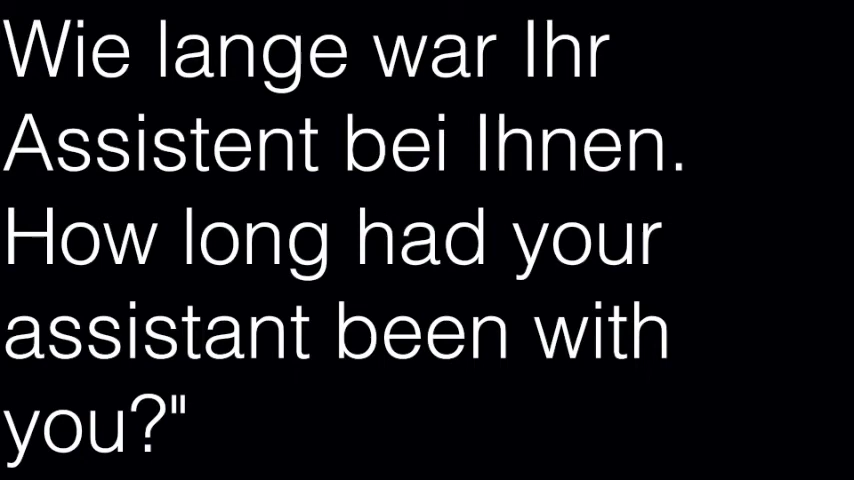 Wie lange war Ihr
Assistent bei Ihnen.
How long had your
assistant been with
you?"